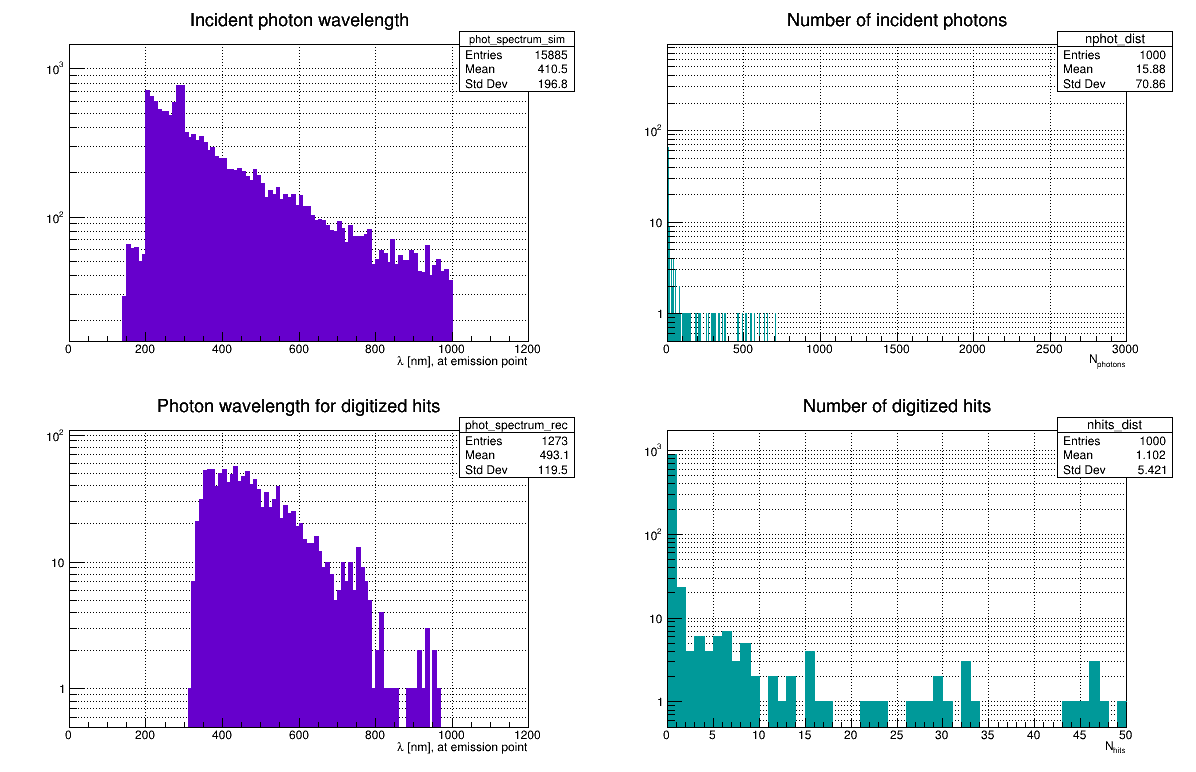 Incident photon wavelength
phot_spectrum_sim
Entries 15885
Mean 410.5
Std Dev 196.8
10³
10²
0 200 400 600 800 1000 1200
λ [nm], at emission point
Number of incident photons
nphot_dist
Entries 1000
Mean 15.88
Std Dev 70.86
10²
10
1
0 500 1000 1500 2000 2500 3000
Nphotons
Photon wavelength for digitized hits
phot_spectrum_rec
Entries 1273
Mean 493.1
Std Dev 119.5
10²
10
1
0 200 400 600 800 1000 1200
λ [nm], at emission point
Number of digitized hits
nhits_dist
Entries 1000
Mean 1.102
Std Dev 5.421
10³
10²
10
1
0 5 10 15 20 25 30 35 40 45 50
Nhits